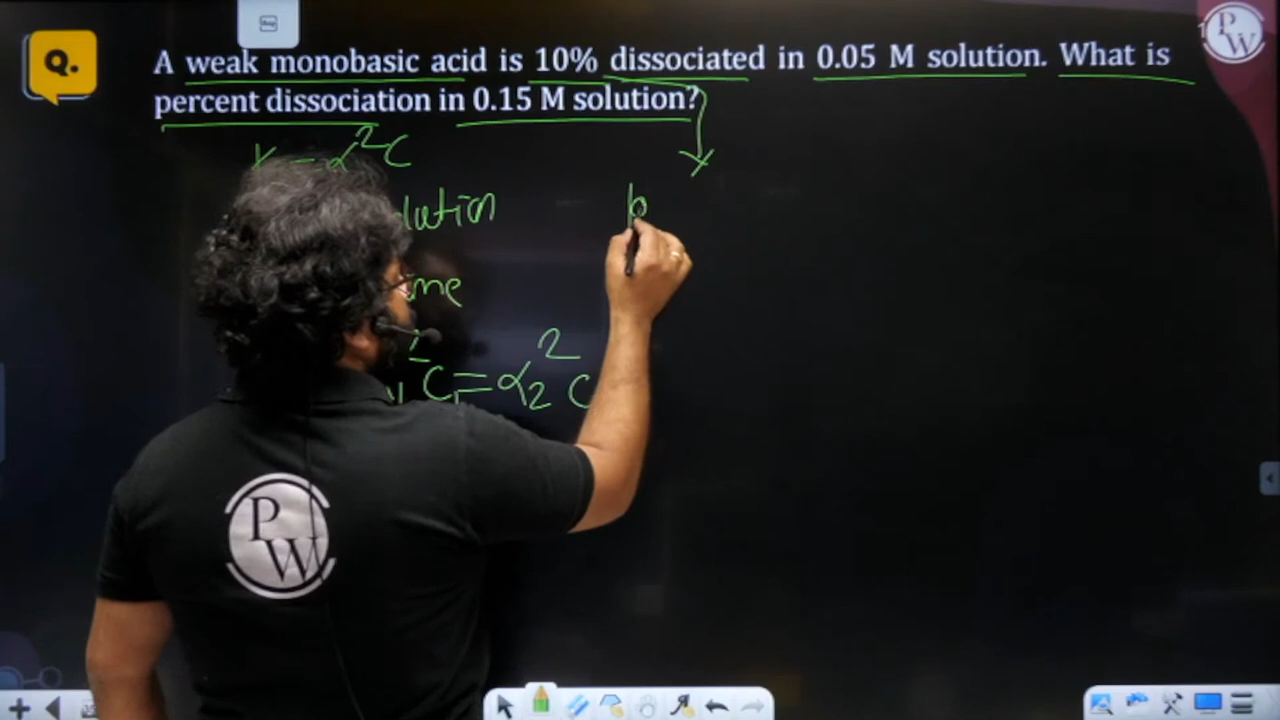 Q.
A weak monobasic acid is 10% dissociated in 0.05 M solution. What is
percent dissociation in 0.15 M solution?
= α²C
lution
me
C₁ = α₂² C
PW
PW